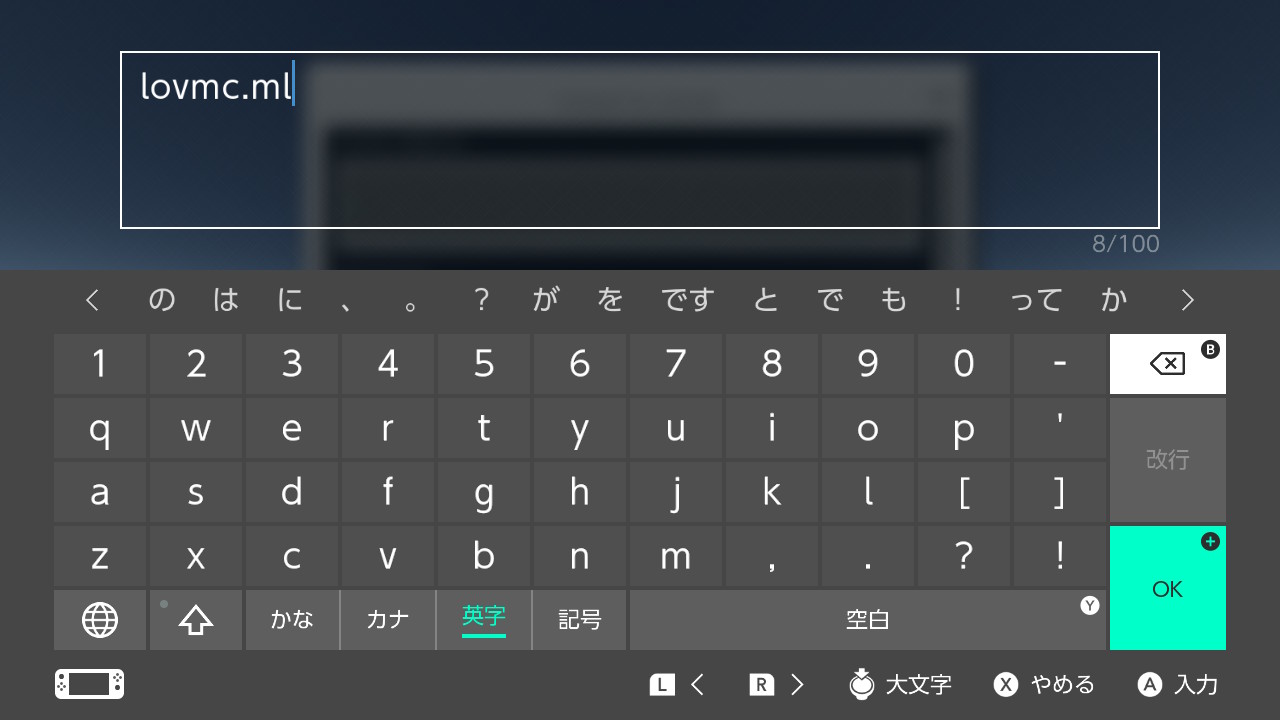 lovmc.ml
8/100
のはに、。?がをですとでも!ってか
1 2 3 4 5 6 7 8 9 0 - B
q w e r t y u i o p '
改行
a s d f g h j k l [ ]
z x c v b n m , . ? !
OK
かな カナ 英字 記号 空白 Y
L R 大文字 X やめる A 入力